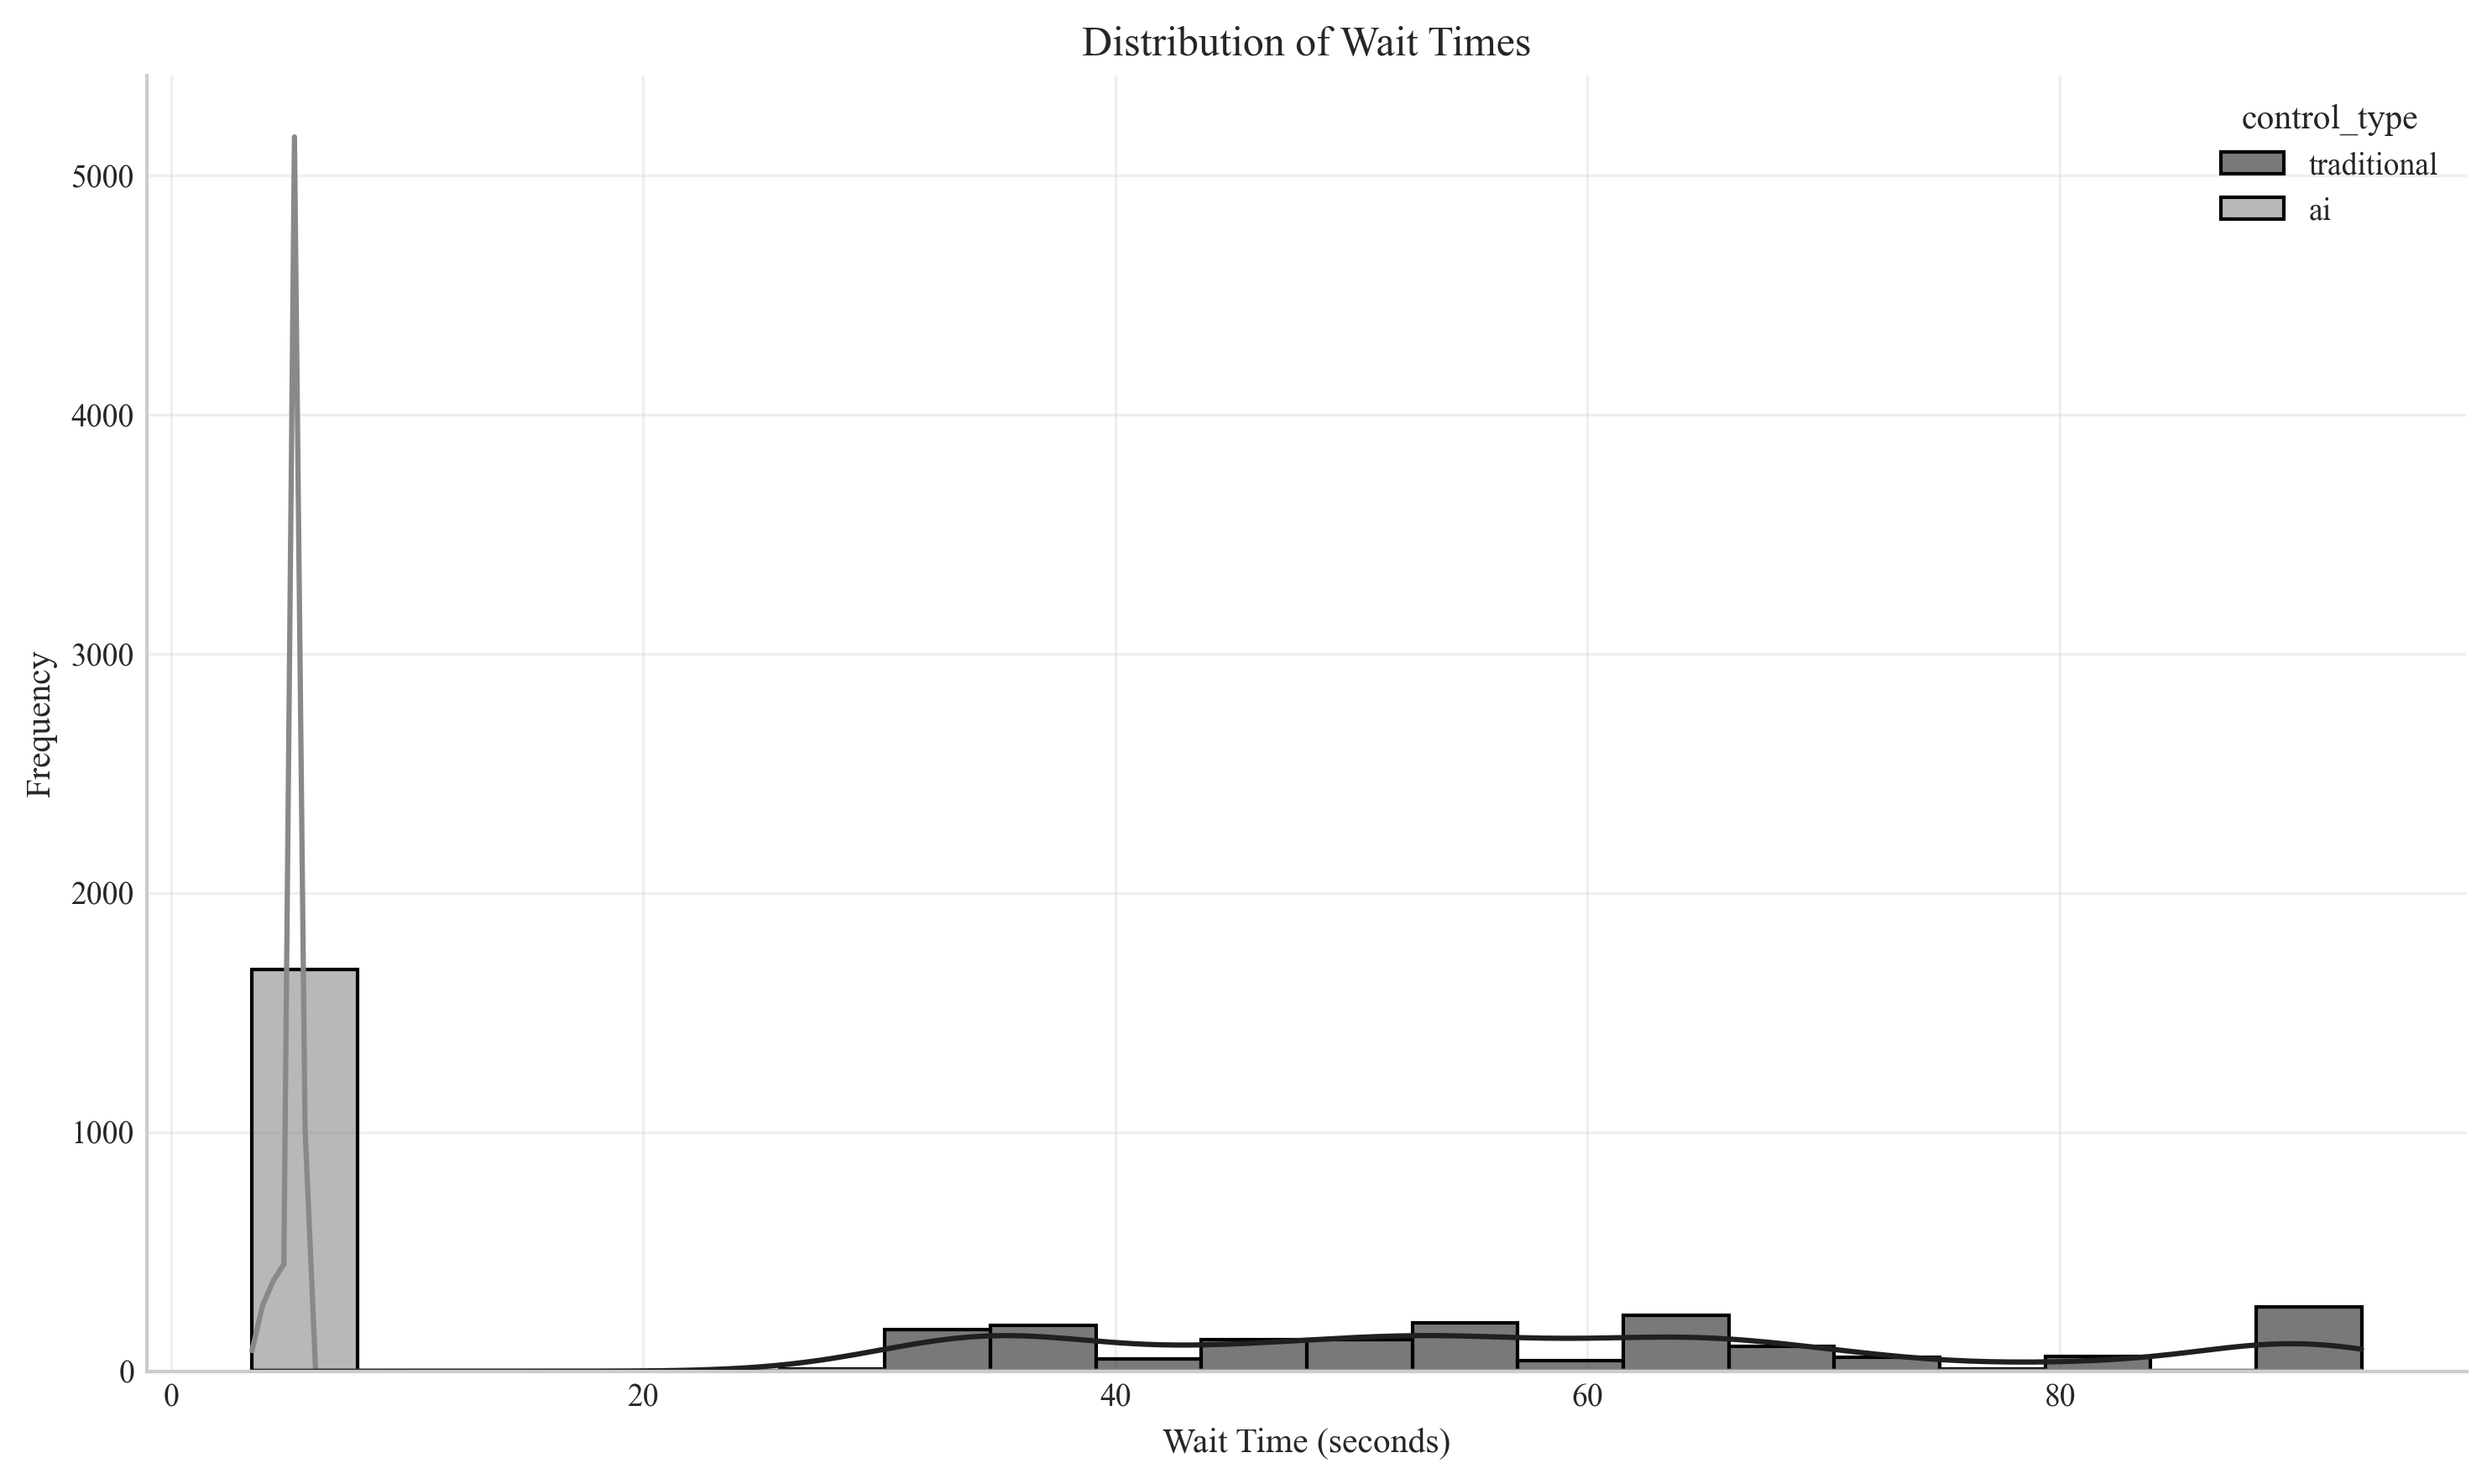 Distribution of Wait Times
control_type
traditional
ai
5000
4000
3000
2000
1000
0
Frequency
0 20 40 60 80
Wait Time (seconds)